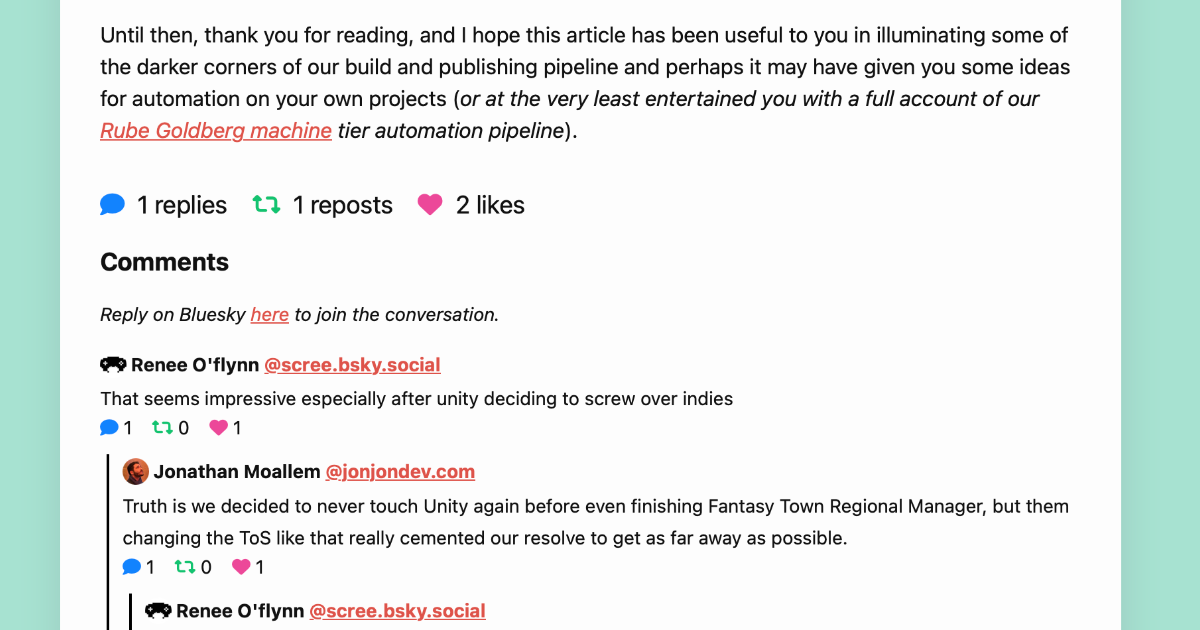 Until then, thank you for reading, and I hope this article has been useful to you in illuminating some of
the darker corners of our build and publishing pipeline and perhaps it may have given you some ideas
for automation on your own projects (or at the very least entertained you with a full account of our
Rube Goldberg machine tier automation pipeline).
1 replies 1 reposts 2 likes
Comments
Reply on Bluesky here to join the conversation.
Renee O'flynn @scree.bsky.social
That seems impressive especially after unity deciding to screw over indies
1 0 1
Jonathan Moallem @jonjondev.com
Truth is we decided to never touch Unity again before even finishing Fantasy Town Regional Manager, but them
changing the ToS like that really cemented our resolve to get as far away as possible.
1 0 1
Renee O'flynn @scree.bsky.social